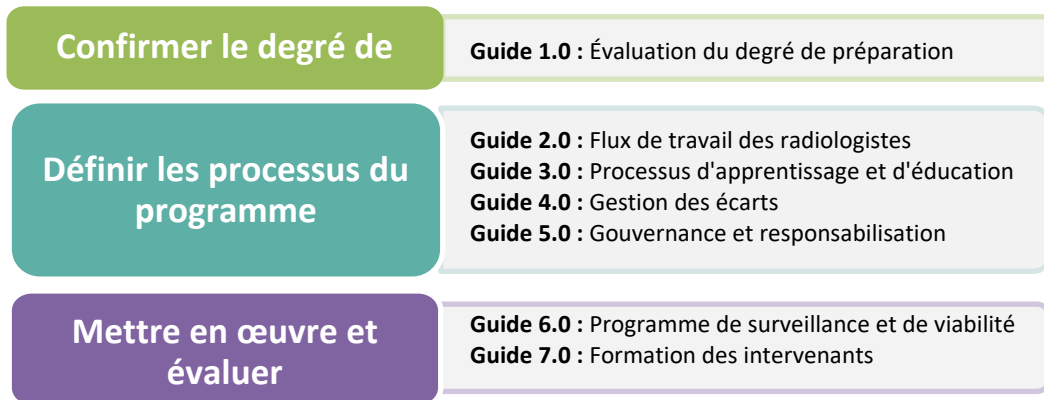 Confirmer le degré de
Guide 1.0 : Évaluation du degré de préparation
Définir les processus du
programme
Guide 2.0 : Flux de travail des radiologistes
Guide 3.0 : Processus d'apprentissage et d'éducation
Guide 4.0 : Gestion des écarts
Guide 5.0 : Gouvernance et responsabilisation
Mettre en œuvre et
évaluer
Guide 6.0 : Programme de surveillance et de viabilité
Guide 7.0 : Formation des intervenants